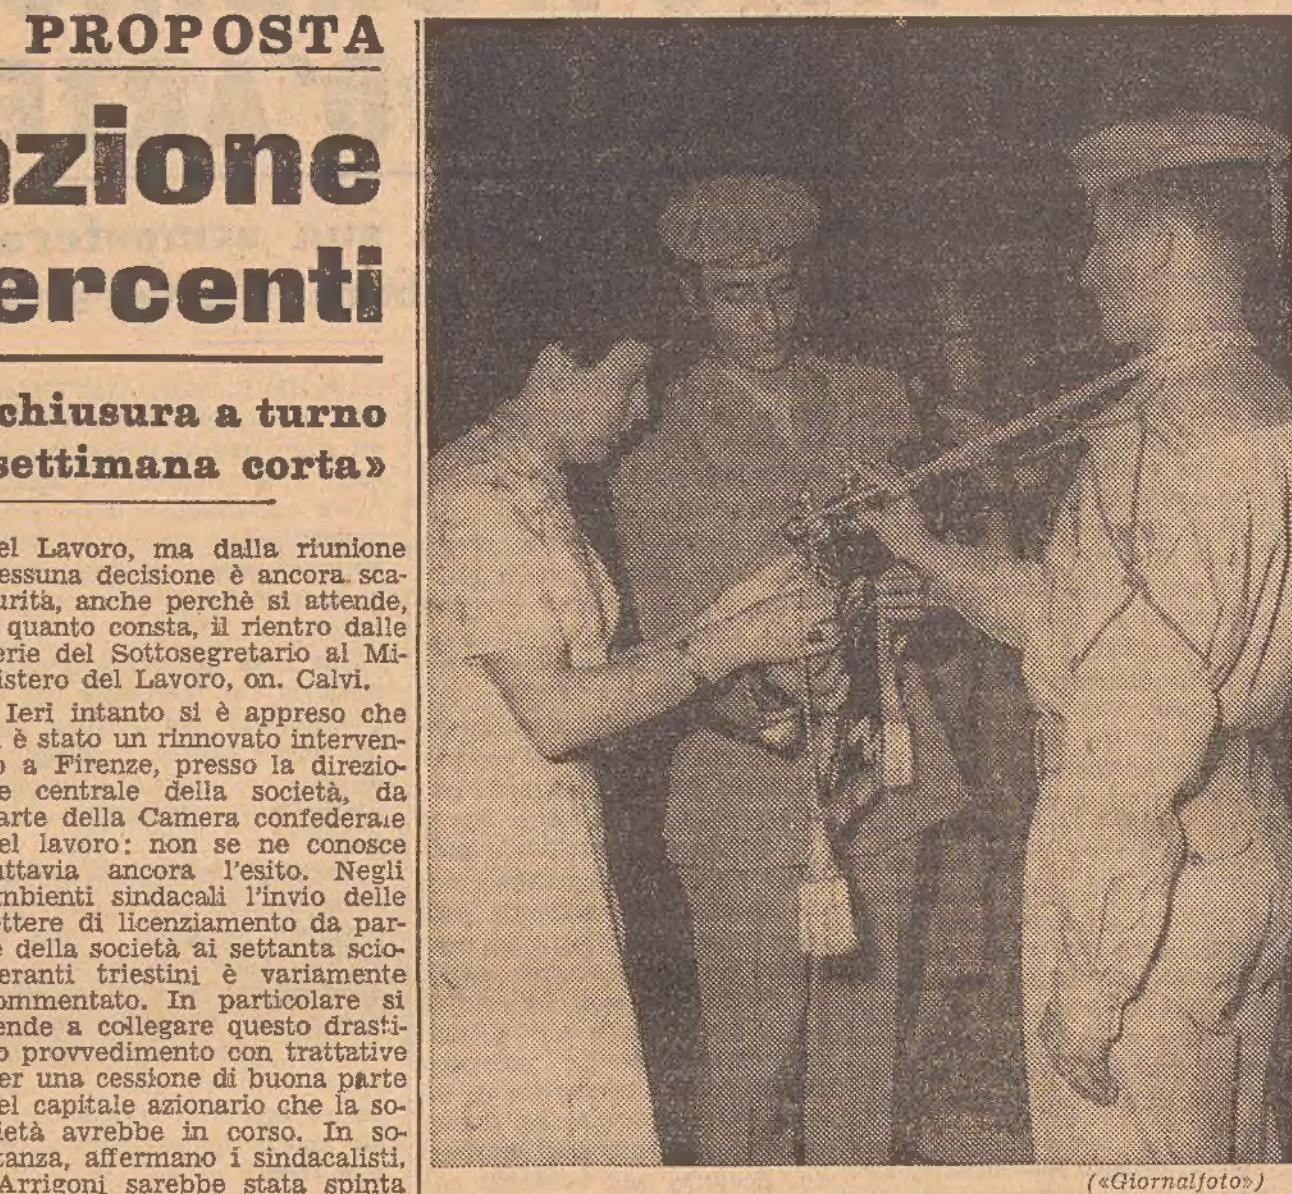 PROPOSTA
azione
ercenti
chiusura a turno
settimana corta»
el Lavoro, ma dalla riunione
essuna decisione è ancora sca-
urità, anche perchè si attende,
quanto consta, il rientro dalle
erie del Sottosegretario al Mi-
istero del Lavoro, on. Calvi.
Ieri intanto si è appreso che
è stato un rinnovato interven-
o a Firenze, presso la direzio-
e centrale della società, da
arte della Camera confederale
el lavoro: non se ne conosce
uttavia ancora l'esito. Negli
mbienti sindacali l'invio delle
ettere di licenziamento da par-
e della società ai settanta scio-
eranti triestini è variamente
ommentato. In particolare si
ende a collegare questo drasti-
o provvedimento con trattative
er una cessione di buona parte
el capitale azionario che la so-
ietà avrebbe in corso. In so-
tanza, affermano i sindacalisti,
Arrigoni sarebbe stata spinta
(«Giornalfoto»)